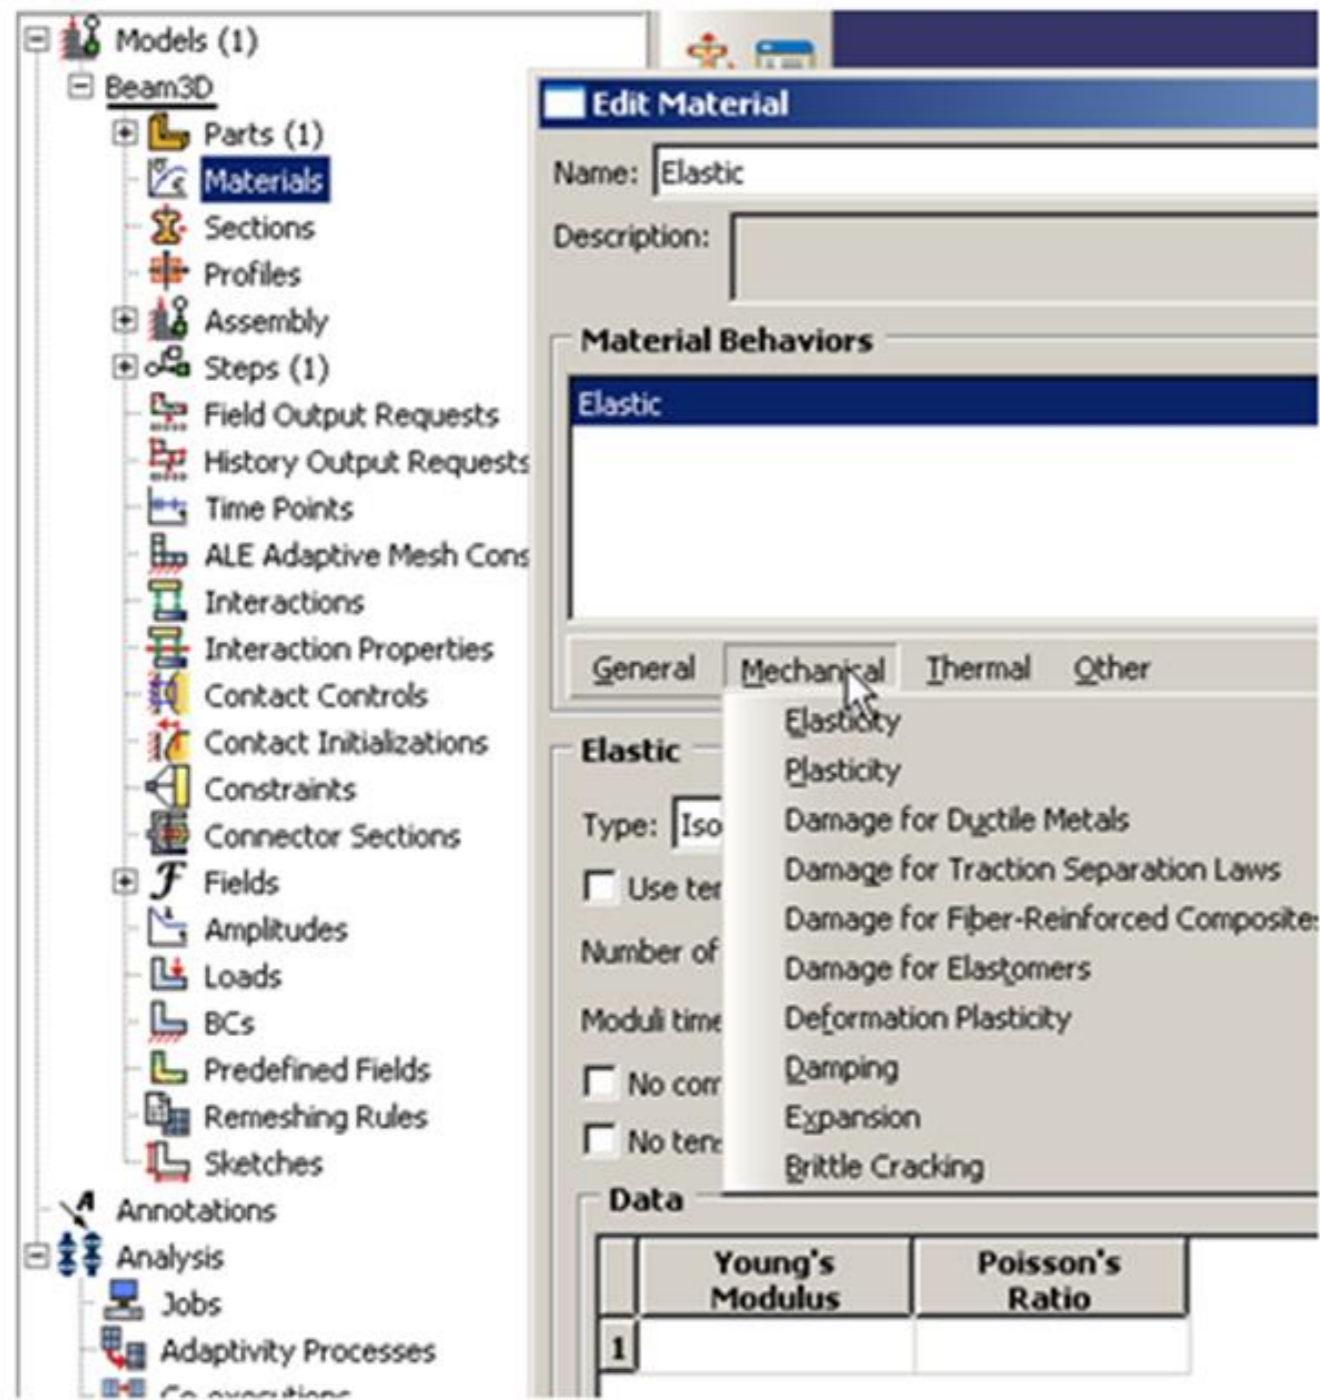 Models (1)
Beam3D
Parts (1)
Materials
Sections
Profiles
Assembly
Steps (1)
Field Output Requests
History Output Requests
Time Points
ALE Adaptive Mesh Cons
Interactions
Interaction Properties
Contact Controls
Contact Initializations
Constraints
Connector Sections
Fields
Amplitudes
Loads
BCs
Predefined Fields
Remeshing Rules
Sketches
Annotations
Analysis
Jobs
Adaptivity Processes
Co-executions
Edit Material
Name: Elastic
Description:
Material Behaviors
Elastic
General Mechanical Thermal Other
Elasticity
Plasticity
Damage for Ductile Metals
Damage for Traction Separation Laws
Damage for Fiber-Reinforced Composites
Damage for Elastomers
Deformation Plasticity
Damping
Expansion
Brittle Cracking
Elastic
Type: Iso
Use ter
Number of
Moduli time
No com
No tens
Data
Young's
Modulus
Poisson's
Ratio
1